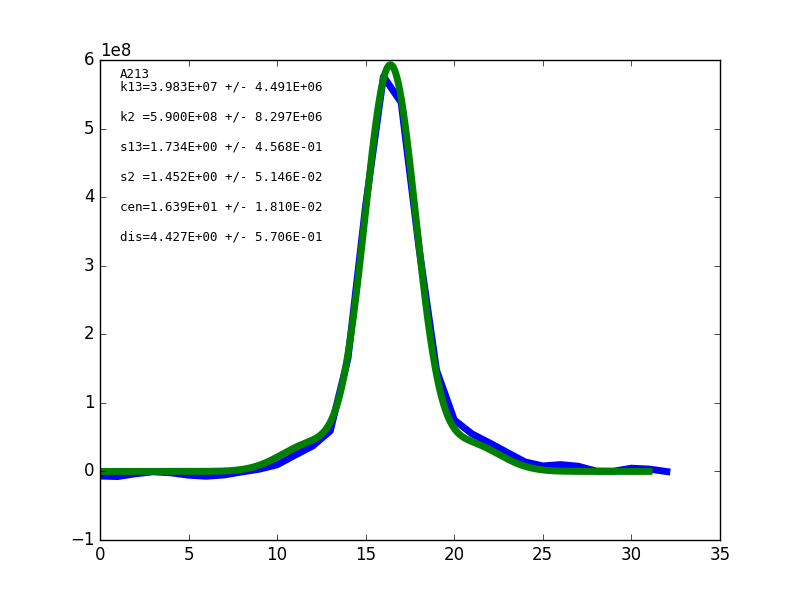 1e8
6
A213
k13=3.983E+07 +/- 4.491E+06
5
k2 =5.900E+08 +/- 8.297E+06
s13=1.734E+00 +/- 4.568E-01
4
s2 =1.452E+00 +/- 5.146E-02
cen=1.639E+01 +/- 1.810E-02
dis=4.427E+00 +/- 5.706E-01
3
2
1
0
−1
0 5 10 15 20 25 30 35